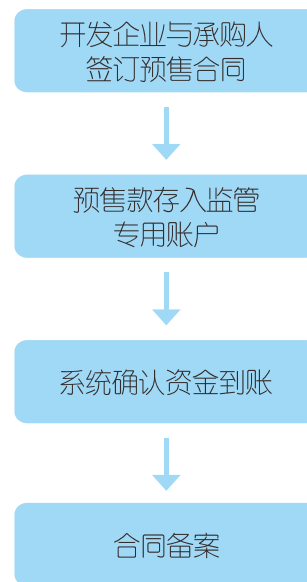 开发企业与承购人
签订预售合同
预售款存入监管
专用账户
系统确认资金到账
合同备案